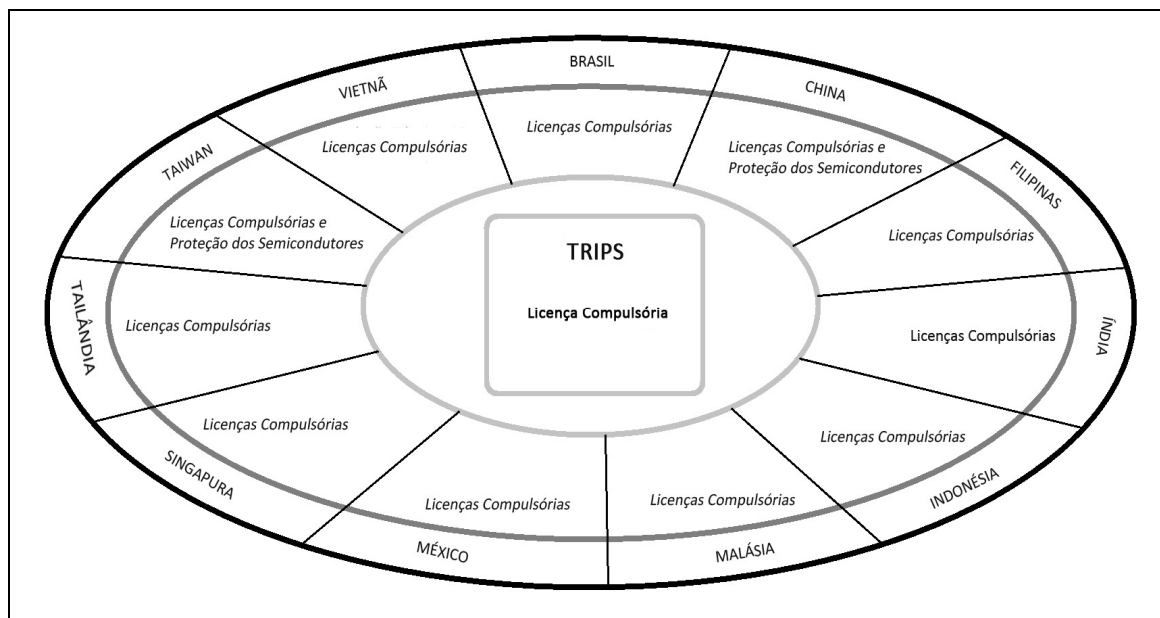 BRASIL
Licenças Compulsórias
CHINA
Licenças Compulsórias e
Proteção dos Semicondutores
FILIPINAS
Licenças Compulsórias
ÍNDIA
Licenças Compulsórias
INDONÉSIA
Licenças Compulsórias
MALÁSIA
Licenças Compulsórias
MÉXICO
Licenças Compulsórias
SINGAPURA
Licenças Compulsórias
TAILÂNDIA
Licenças Compulsórias
TAIWAN
Licenças Compulsórias e
Proteção dos Semicondutores
VIETNÃ
Licenças Compulsórias
TRIPS
Licença Compulsória